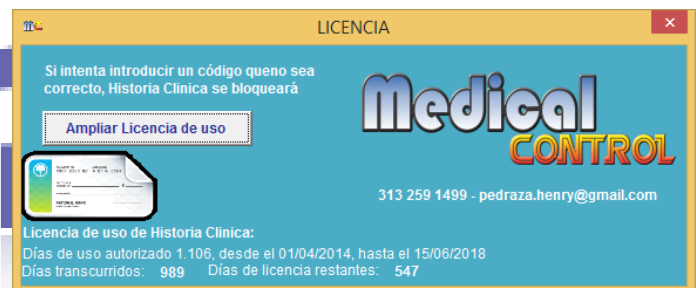 LICENCIA
Si intenta introducir un código queno sea
correcto, Historia Clinica se bloqueará
Ampliar Licencia de uso
Medical
CONTROL
313 259 1499 - pedraza.henry@gmail.com
Licencia de uso de Historia Clinica:
Días de uso autorizado 1.106, desde el 01/04/2014, hasta el 15/06/2018
Días transcurridos: 989 Días de licencia restantes: 547